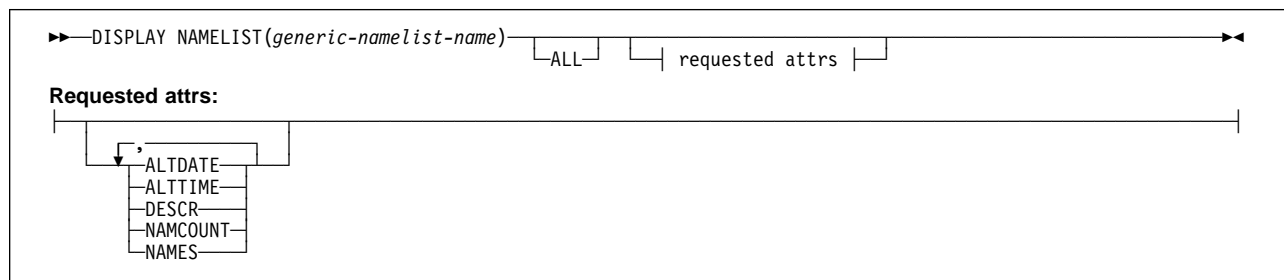 DISPLAY NAMELIST(generic-namelist-name)
ALL
requested attrs
Requested attrs:
,
ALTDATE
ALTTIME
DESCR
NAMCOUNT
NAMES